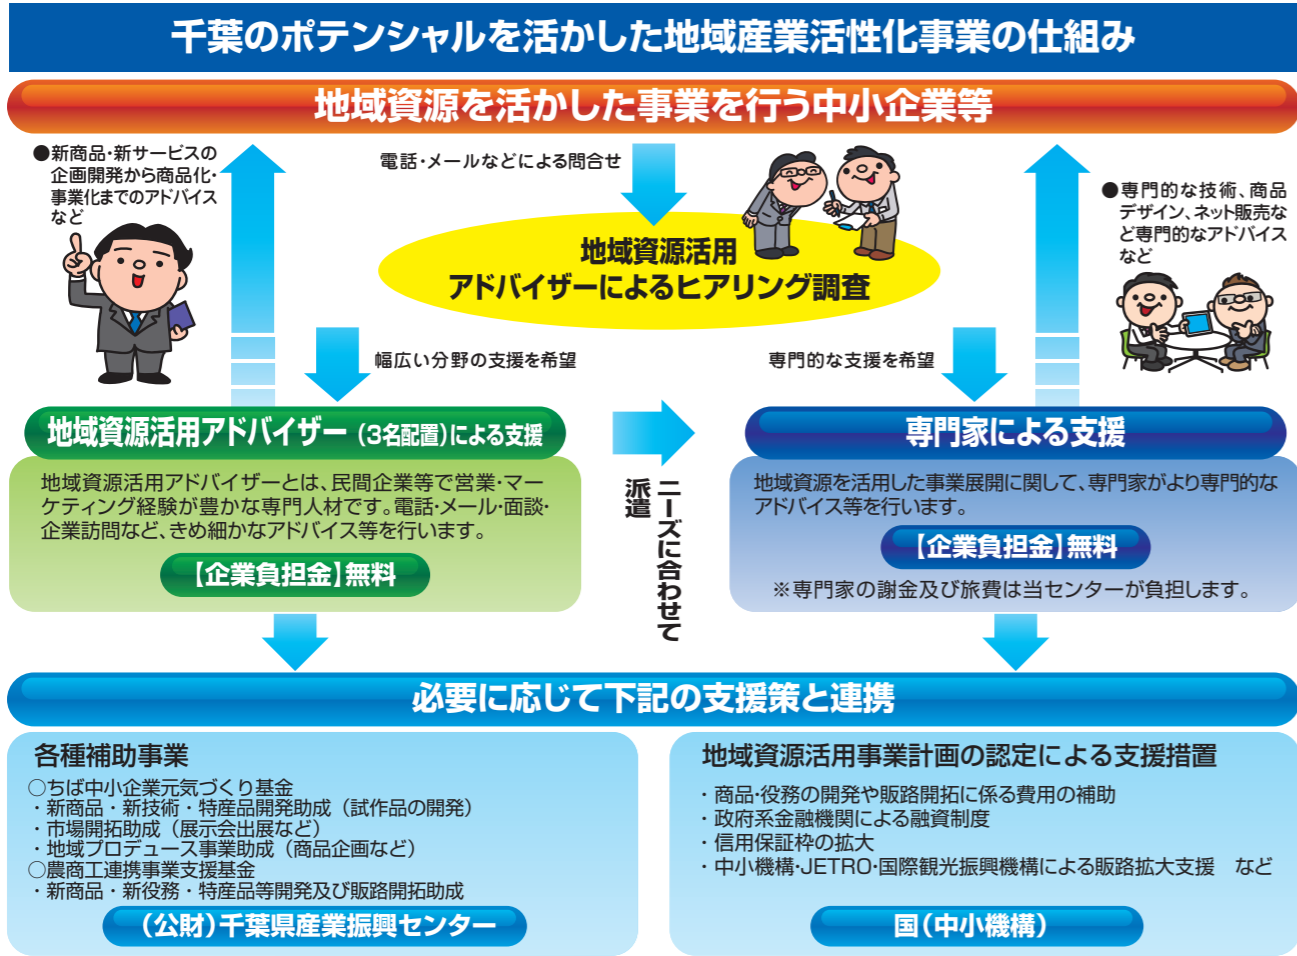 千葉のポテンシャルを活かした地域産業活性化事業の仕組み
地域資源を活かした事業を行う中小企業等
●新商品・新サービスの
企画開発から商品化・
事業化までのアドバイス
など
電話・メールなどによる問合せ
●専門的な技術、商品
デザイン、ネット販売な
ど専門的なアドバイス
など
地域資源活用
アドバイザーによるヒアリング調査
幅広い分野の支援を希望
専門的な支援を希望
地域資源活用アドバイザー（3名配置）による支援
地域資源活用アドバイザーとは、民間企業等で営業・マー
ケティング経験が豊かな専門人材です。電話・メール・面談・
企業訪問など、きめ細かなアドバイス等を行います。
【企業負担金】無料
ニーズに合わせて
派遣
専門家による支援
地域資源を活用した事業展開に関して、専門家がより専門的な
アドバイス等を行います。
【企業負担金】無料
※専門家の謝金及び旅費は当センターが負担します。
必要に応じて下記の支援策と連携
各種補助事業
○ちば中小企業元気づくり基金
・新商品・新技術・特産品開発助成（試作品の開発）
・市場開拓助成（展示会出展など）
・地域プロデュース事業助成（商品企画など）
○農商工連携事業支援基金
・新商品・新役務・特産品等開発及び販路開拓助成
（公財）千葉県産業振興センター
地域資源活用事業計画の認定による支援措置
・商品・役務の開発や販路開拓に係る費用の補助
・政府系金融機関による融資制度
・信用保証枠の拡大
・中小機構・JETRO・国際観光振興機構による販路拡大支援　など
国（中小機構）